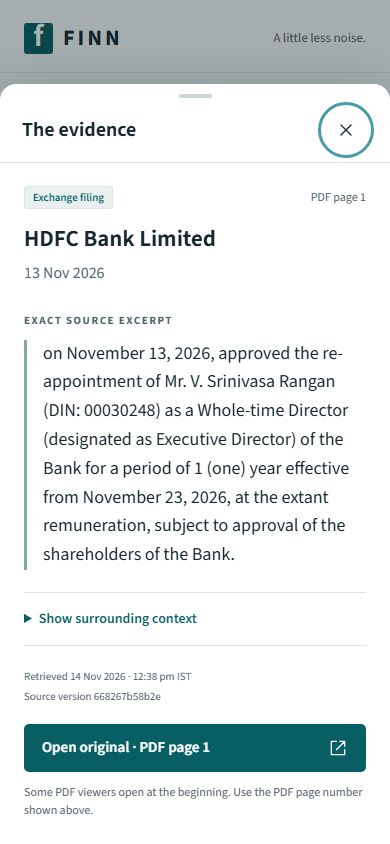 f FINN
A little less noise.
The evidence
Exchange filing
PDF page 1
HDFC Bank Limited
13 Nov 2026
EXACT SOURCE EXCERPT
on November 13, 2026, approved the re-
appointment of Mr. V. Srinivasa Rangan
(DIN: 00030248) as a Whole-time Director
(designated as Executive Director) of the
Bank for a period of 1 (one) year effective
from November 23, 2026, at the extant
remuneration, subject to approval of the
shareholders of the Bank.
Show surrounding context
Retrieved 14 Nov 2026 · 12:38 pm IST
Source version 668267b58b2e
Open original · PDF page 1
Some PDF viewers open at the beginning. Use the PDF page number
shown above.